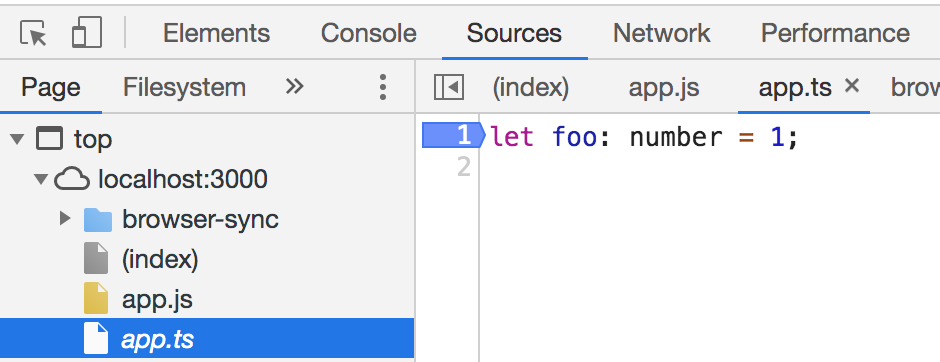 Elements Console Sources Network Performance
Page Filesystem » (index) app.js app.ts × brow
top
localhost:3000
browser-sync
(index)
app.js
app.ts
1 let foo: number = 1;
2